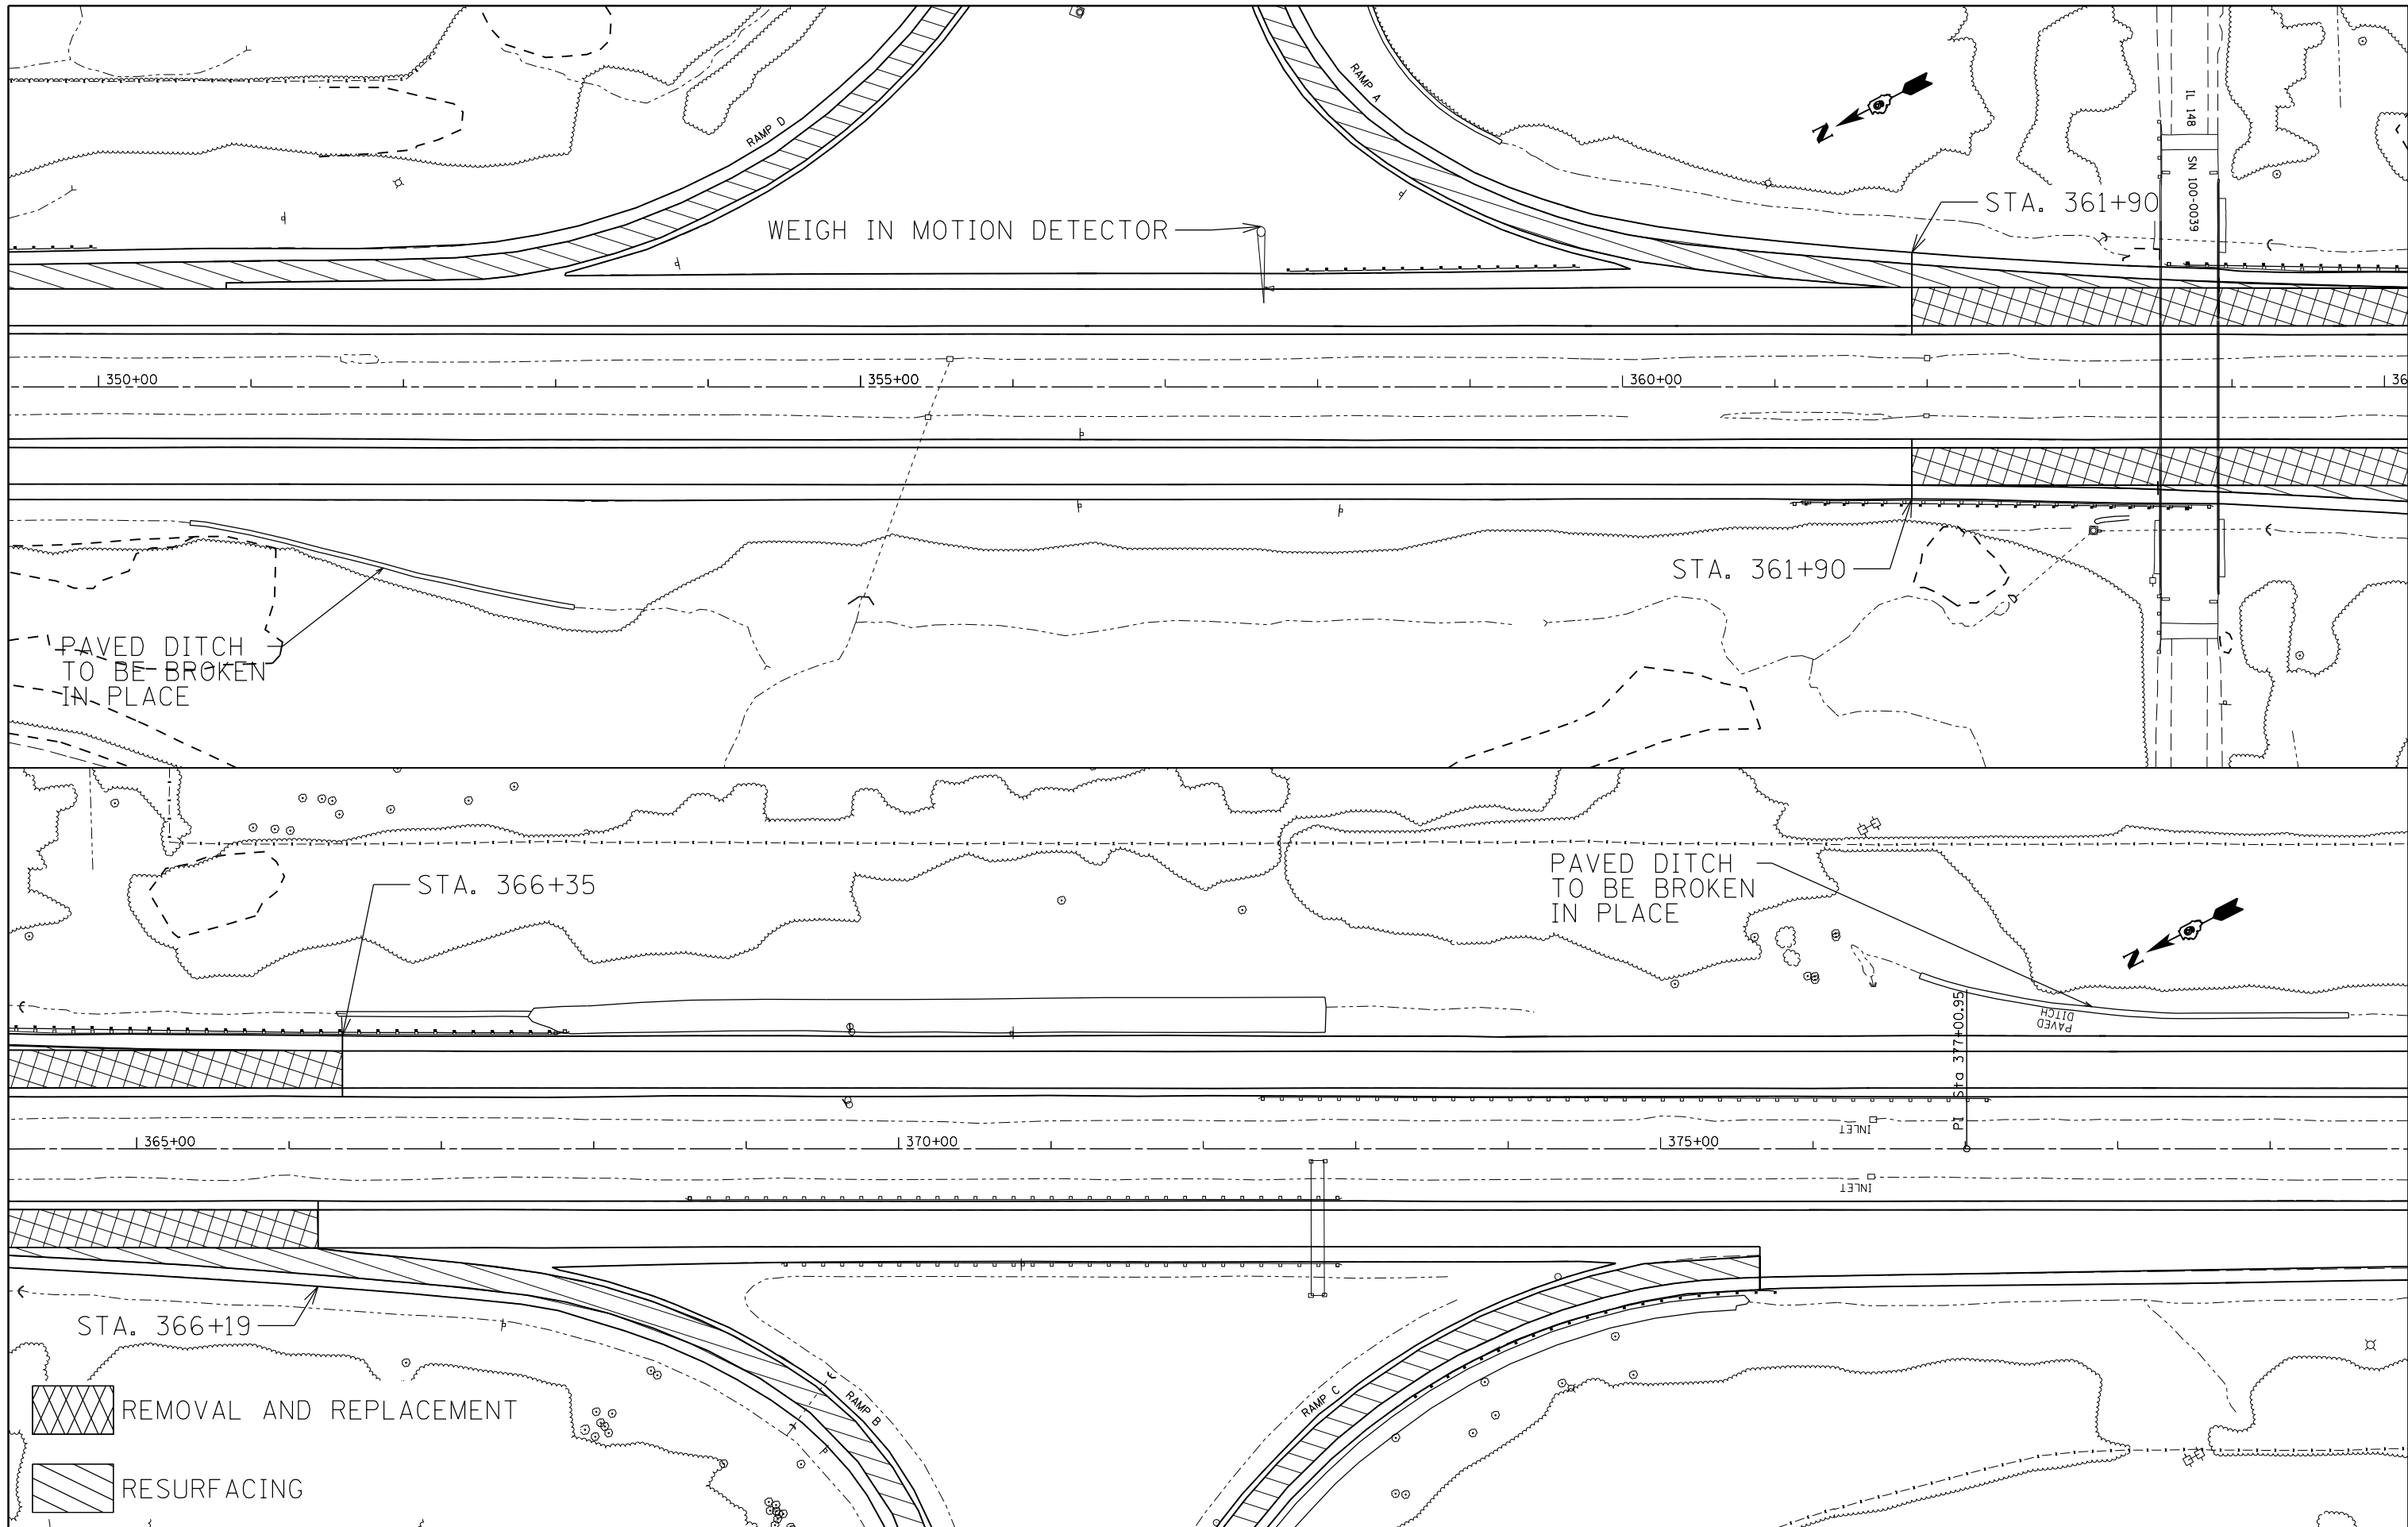 RAMP D
RAMP A
N
IL 148
SN 100-0039
WEIGH IN MOTION DETECTOR
STA. 361+90
350+00
355+00
360+00
36
STA. 361+90
PAVED DITCH
TO BE BROKEN
IN PLACE
STA. 366+35
PAVED DITCH
TO BE BROKEN
IN PLACE
N
PAVED
DITCH
PI Sta 377+00.95
INLET
365+00
370+00
375+00
INLET
STA. 366+19
RAMP B
RAMP C
REMOVAL AND REPLACEMENT
RESURFACING